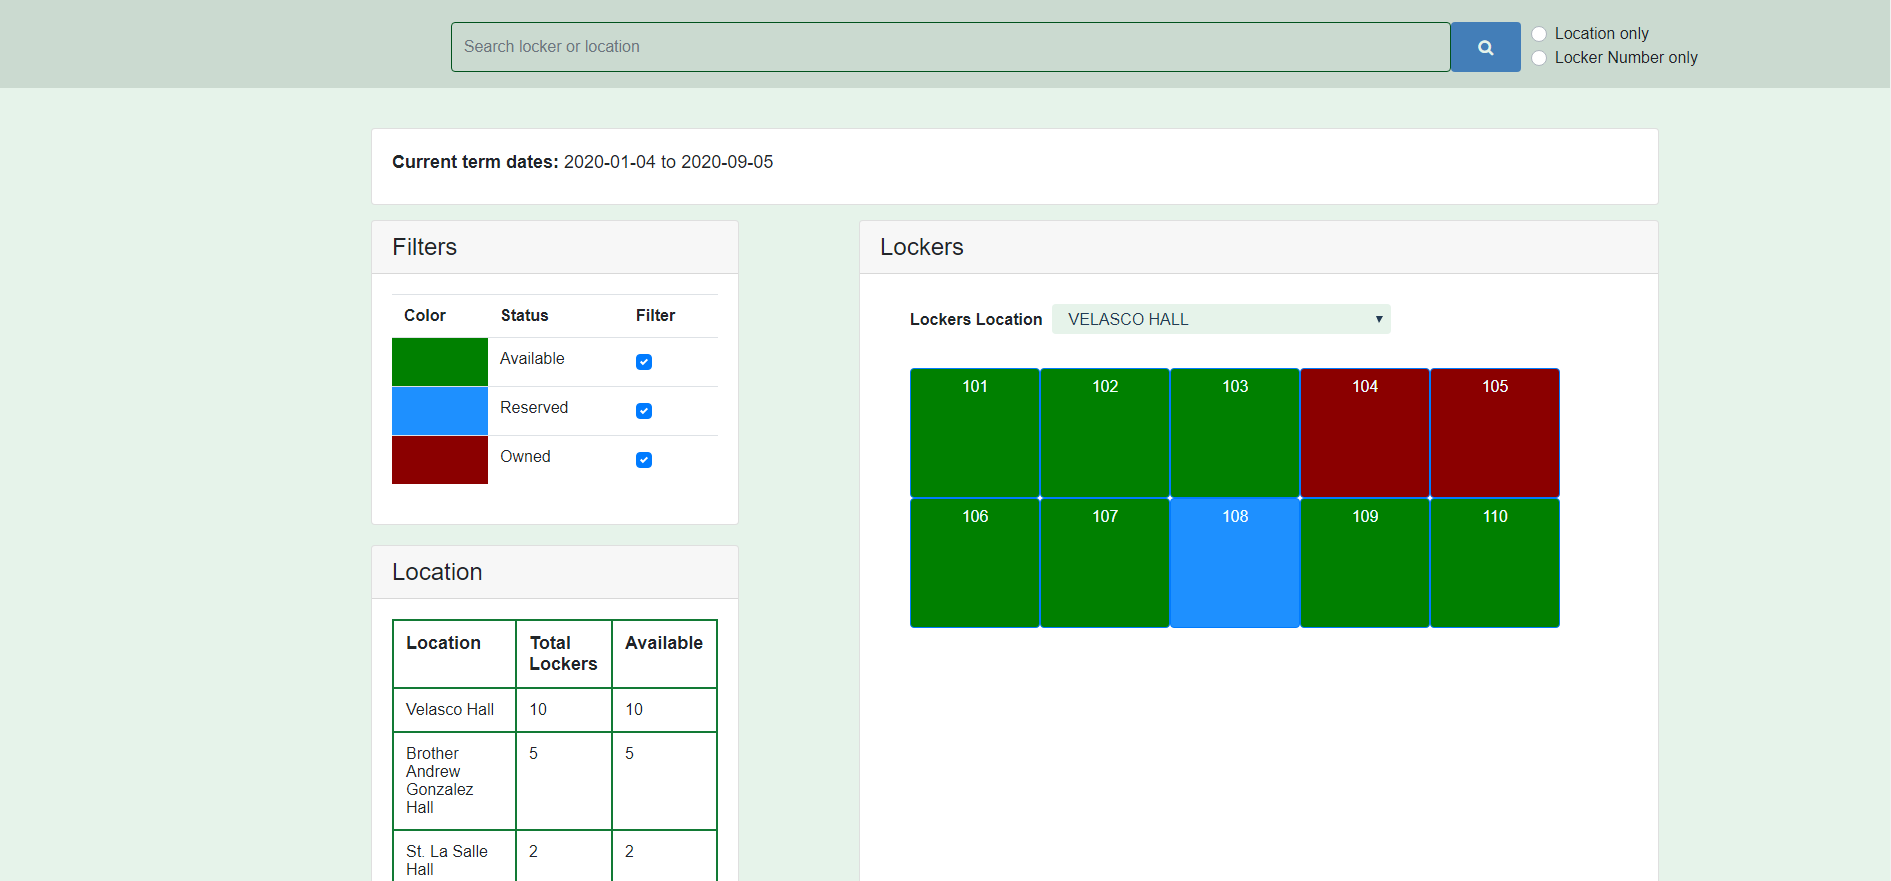 Search locker or location
Location only
Locker Number only
Current term dates: 2020-01-04 to 2020-09-05
Filters
Color Status Filter
Available
Reserved
Owned
Location
Location Total Lockers Available
Velasco Hall 10 10
Brother Andrew Gonzalez Hall 5 5
St. La Salle Hall 2 2
Lockers
Lockers Location VELASCO HALL
101 102 103 104 105
106 107 108 109 110